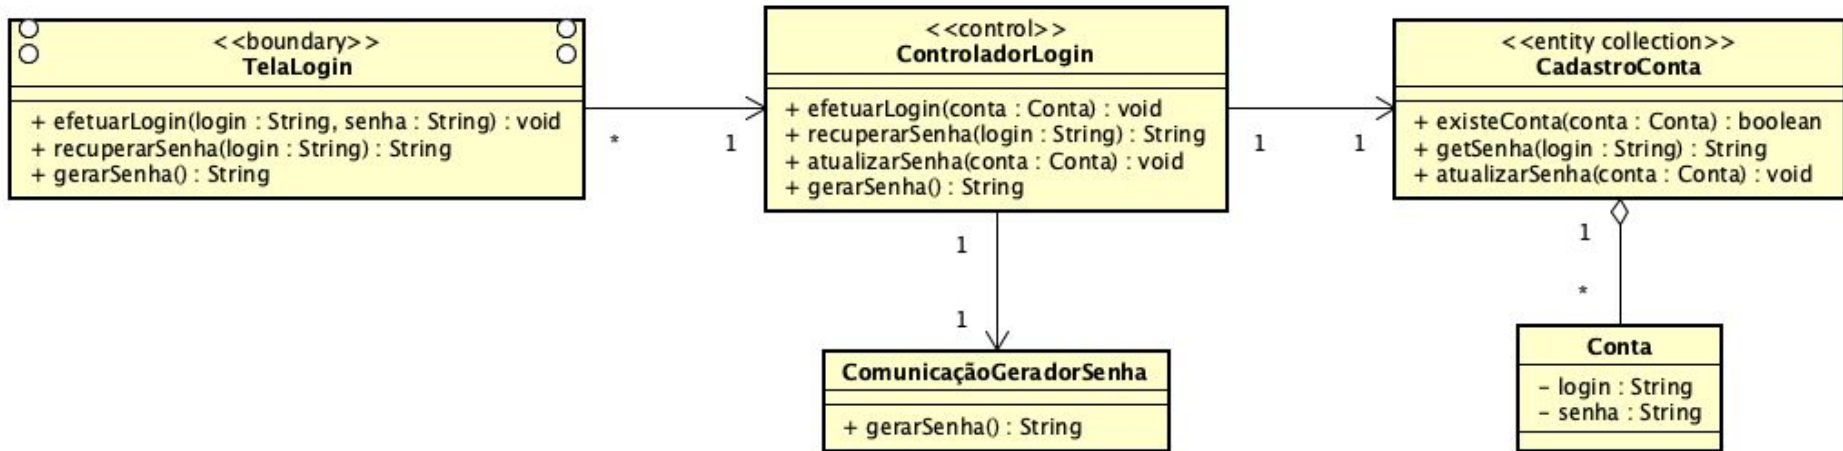 <<boundary>>
TelaLogin
+ efetuarLogin(login : String, senha : String) : void
+ recuperarSenha(login : String) : String
+ gerarSenha() : String
*
1
<<control>>
ControladorLogin
+ efetuarLogin(conta : Conta) : void
+ recuperarSenha(login : String) : String
+ atualizarSenha(conta : Conta) : void
+ gerarSenha() : String
1
1
<<entity collection>>
CadastroConta
+ existeConta(conta : Conta) : boolean
+ getSenha(login : String) : String
+ atualizarSenha(conta : Conta) : void
1
1
ComunicaçãoGeradorSenha
+ gerarSenha() : String
1
*
Conta
- login : String
- senha : String